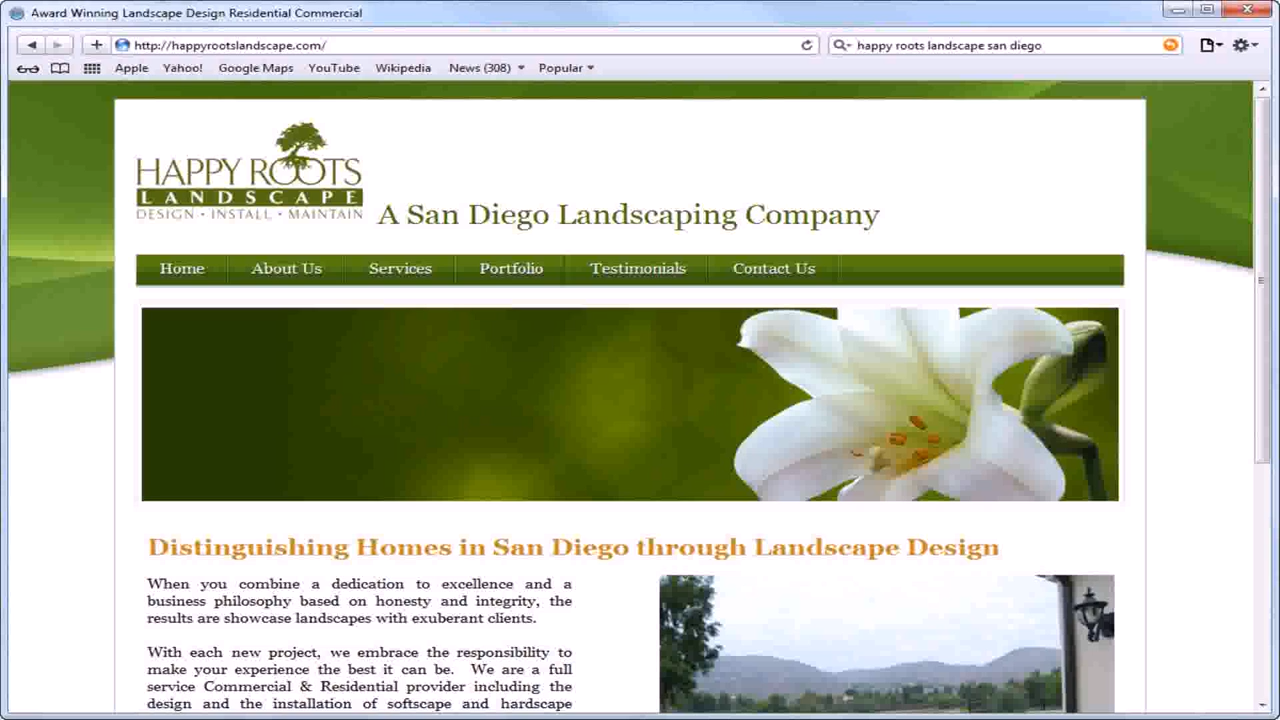 Award Winning Landscape Design Residential Commercial
http://happyrootslandscape.com/
happy roots landscape san diego
Apple Yahoo! Google Maps YouTube Wikipedia News (308) Popular
HAPPY ROOTS
LANDSCAPE
DESIGN · INSTALL · MAINTAIN
A San Diego Landscaping Company
Home About Us Services Portfolio Testimonials Contact Us
Distinguishing Homes in San Diego through Landscape Design
When you combine a dedication to excellence and a
business philosophy based on honesty and integrity, the
results are showcase landscapes with exuberant clients.
With each new project, we embrace the responsibility to
make your experience the best it can be. We are a full
service Commercial & Residential provider including the
design and the installation of softscape and hardscape